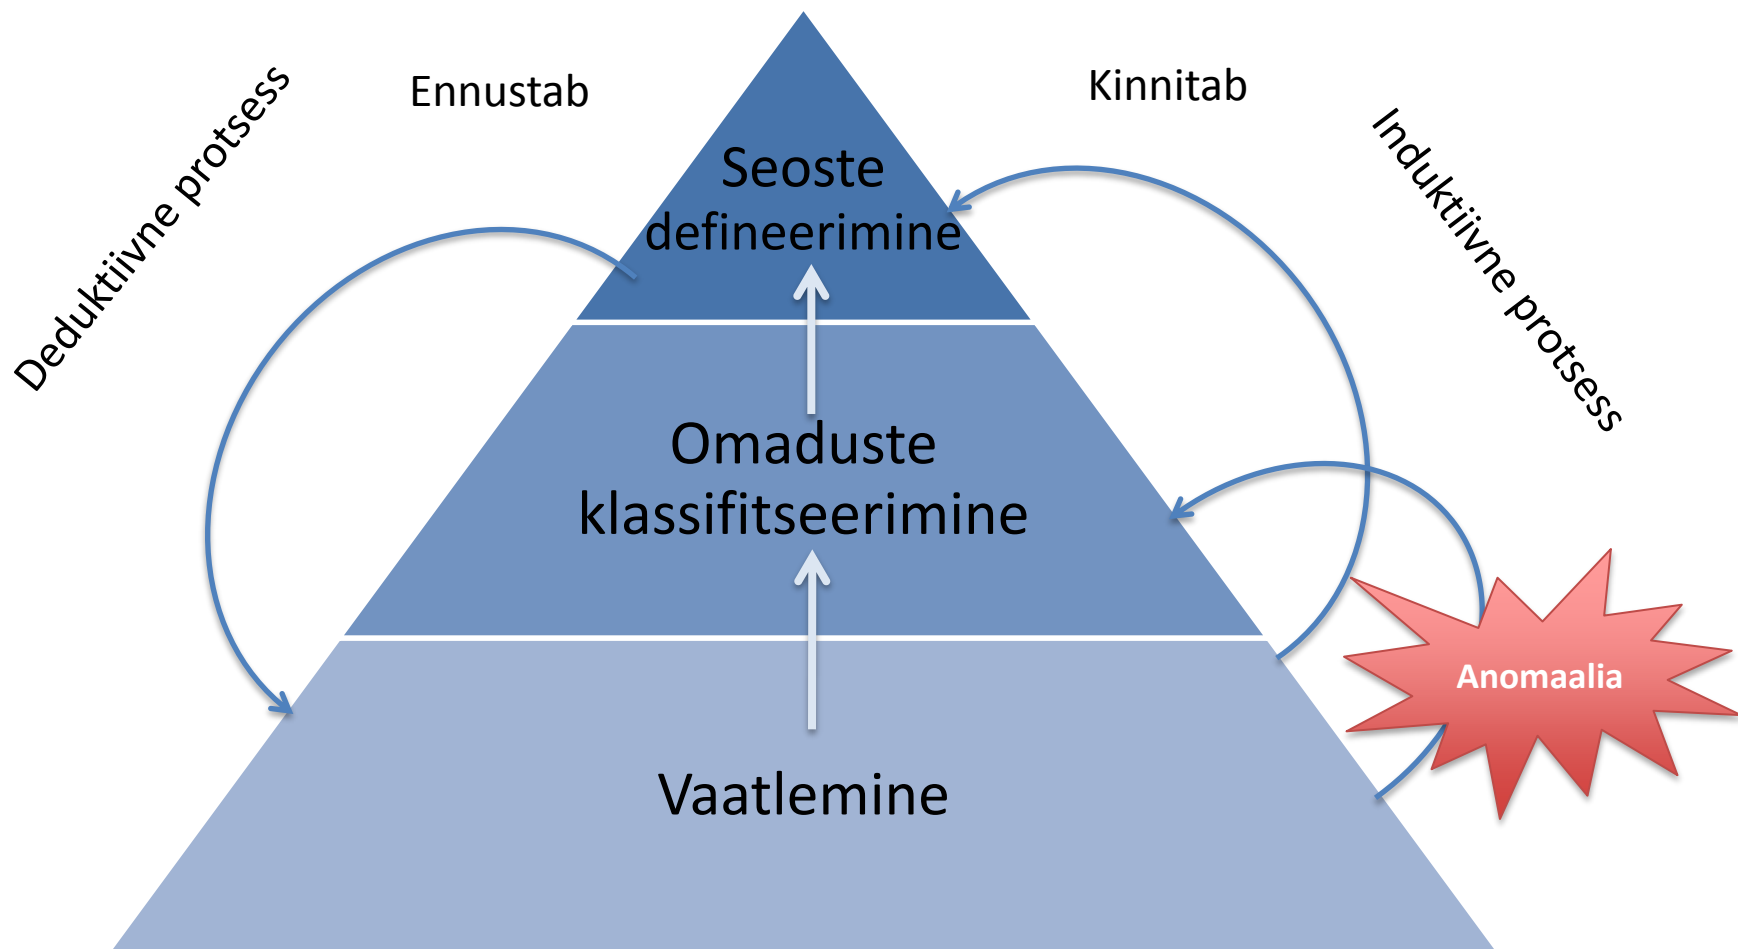 Deduktiivne protsess
Ennustab
Kinnitab
Induktiivne protsess
Seoste
defineerimine
Omaduste
klassifitseerimine
Anomaalia
Vaatlemine